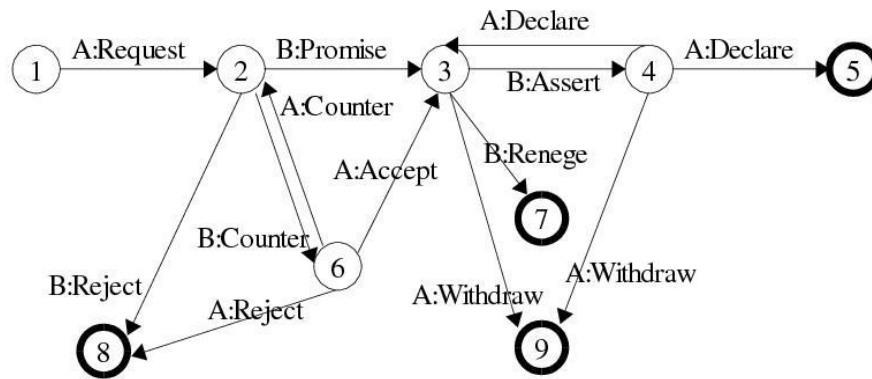 A:Declare
A:Request
B:Promise
A:Declare
1
2
3
4
5
B:Assert
A:Counter
A:Accept
B:Renege
7
B:Counter
6
B:Reject
A:Reject
A:Withdraw
A:Withdraw
8
9